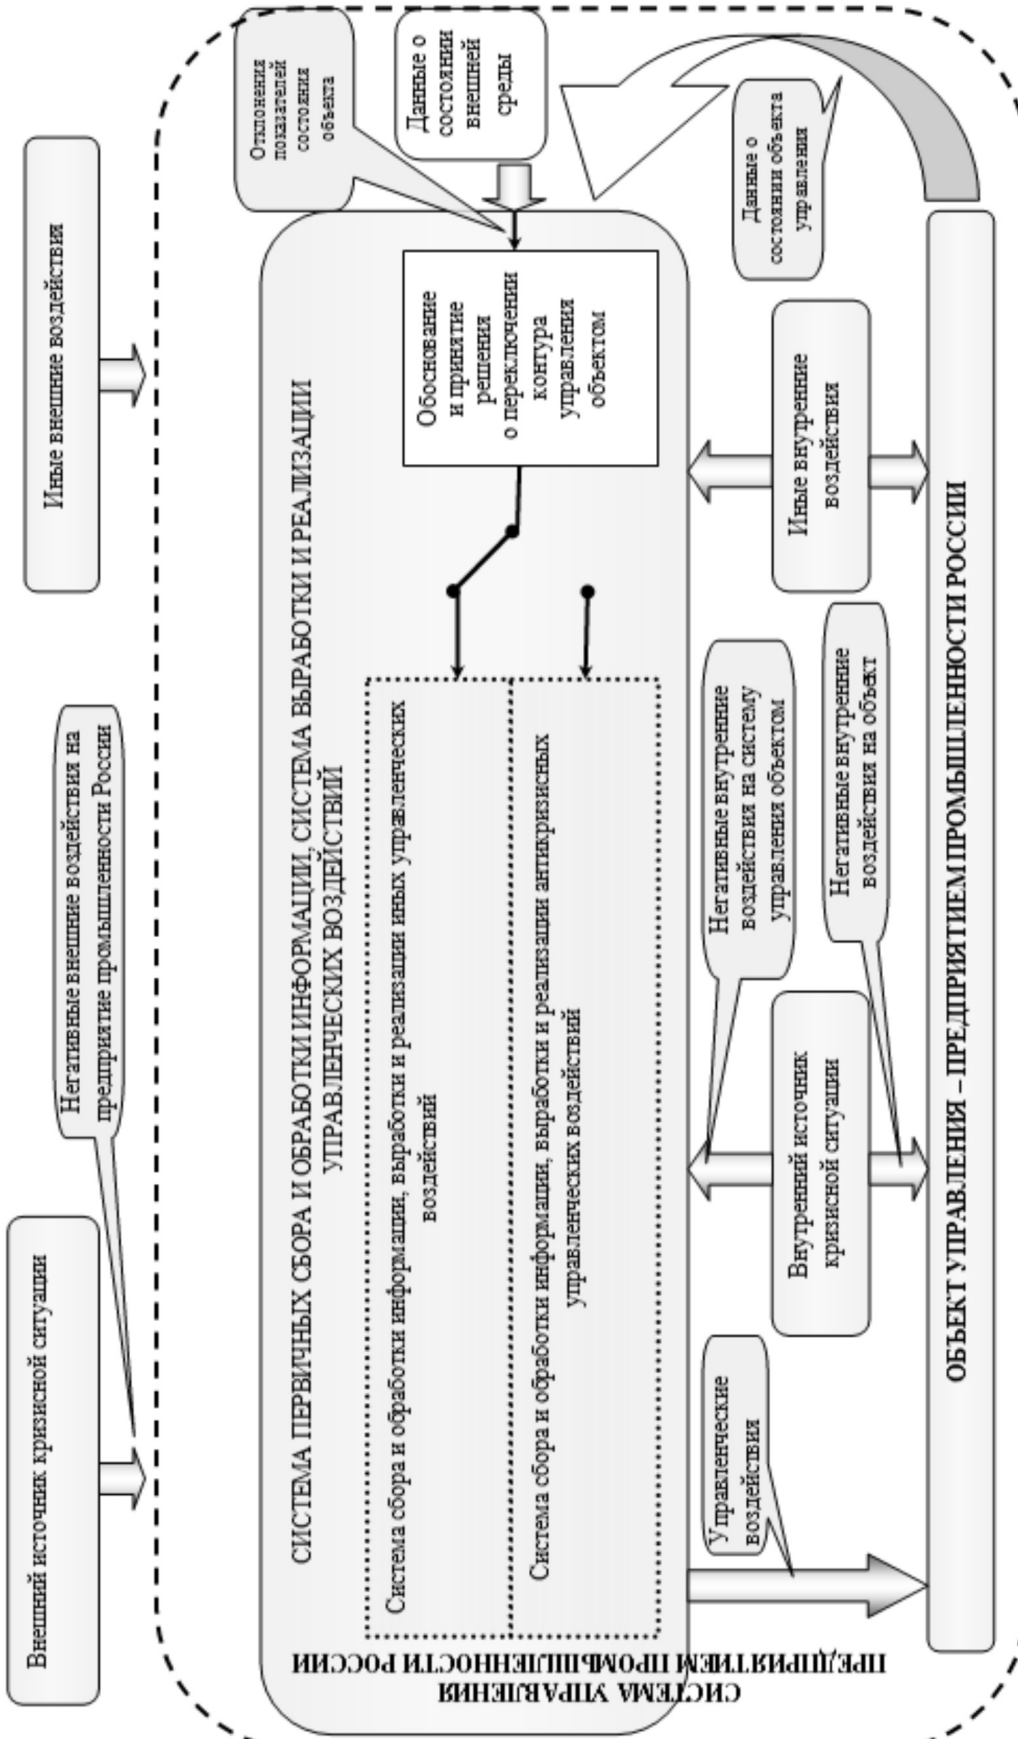 Внешний источник кризисной ситуации
Негативные внешние воздействия на
предприятие промышленности России
Иные внешние воздействия
Отклонения
показателей
состояния
объекта
Данные о
состоянии
внешней
среды
СИСТЕМА УПРАВЛЕНИЯ
ПРЕДПРИЯТИЕМ ПРОМЫШЛЕННОСТИ РОССИИ
СИСТЕМА ПЕРВИЧНЫХ СБОРА И ОБРАБОТКИ ИНФОРМАЦИИ, СИСТЕМА ВЫРАБОТКИ И РЕАЛИЗАЦИИ
УПРАВЛЕНЧЕСКИХ ВОЗДЕЙСТВИЙ
Система сбора и обработки информации, выработки и реализации иных управленческих
воздействий
Система сбора и обработки информации, выработки и реализации антикризисных
управленческих воздействий
Обоснование
и принятие
решения
о переключении
контура
управления
объектом
Управленческие
воздействия
Внутренний источник
кризисной ситуации
Негативные внутренние
воздействия на систему
управления объектом
Негативные внутренние
воздействия на объект
Иные внутренние
воздействия
Данные о
состоянии объекта
управления
ОБЪЕКТ УПРАВЛЕНИЯ – ПРЕДПРИЯТИЕМ ПРОМЫШЛЕННОСТИ РОССИИ